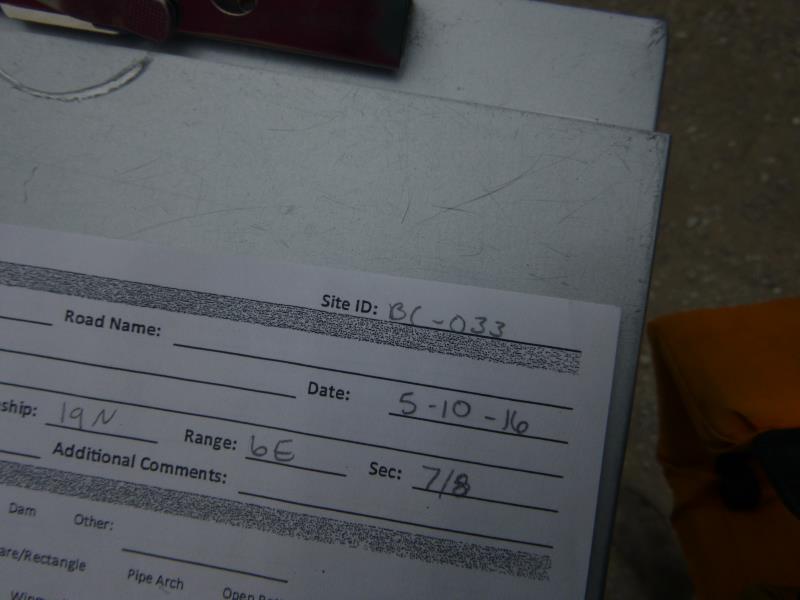 Site ID: BC-033
Road Name:
Date: 5-10-16
ship: 19N Range: 6E Sec: 7/8
Additional Comments:
Dam Other:
are/Rectangle Pipe Arch Open